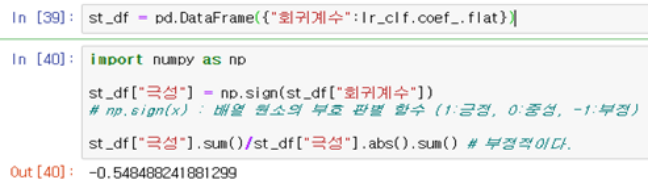 In [39]: st_df = pd.DataFrame({"회귀계수":lr_clf.coef_.flat})
In [40]: import numpy as np
st_df["극성"] = np.sign(st_df["회귀계수"])
# np.sign(x) : 배열 원소의 부호 판별 함수 (1:긍정, 0:중성, -1:부정)
st_df["극성"].sum()/st_df["극성"].abs().sum() # 부정적이다.
Out [40]: -0.548488241881299